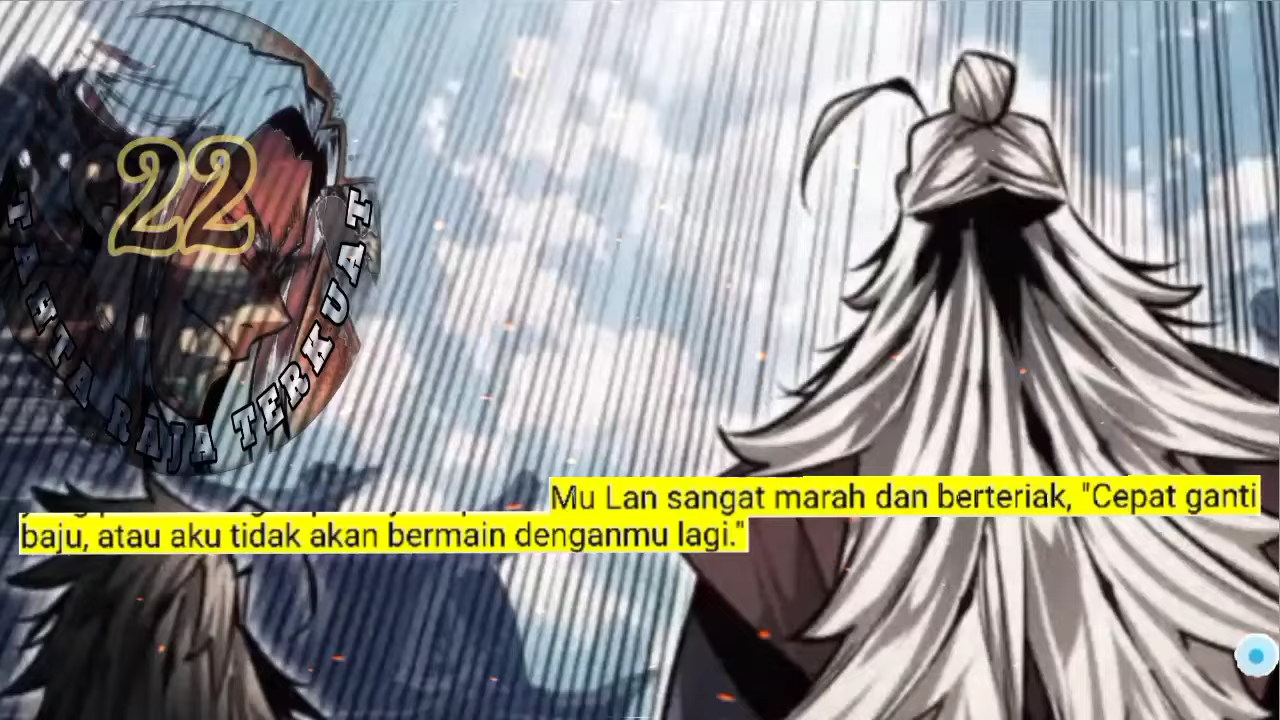 22
TAHTA RAJA TERKUAT
Mu Lan sangat marah dan berteriak, "Cepat ganti
baju, atau aku tidak akan bermain denganmu lagi."